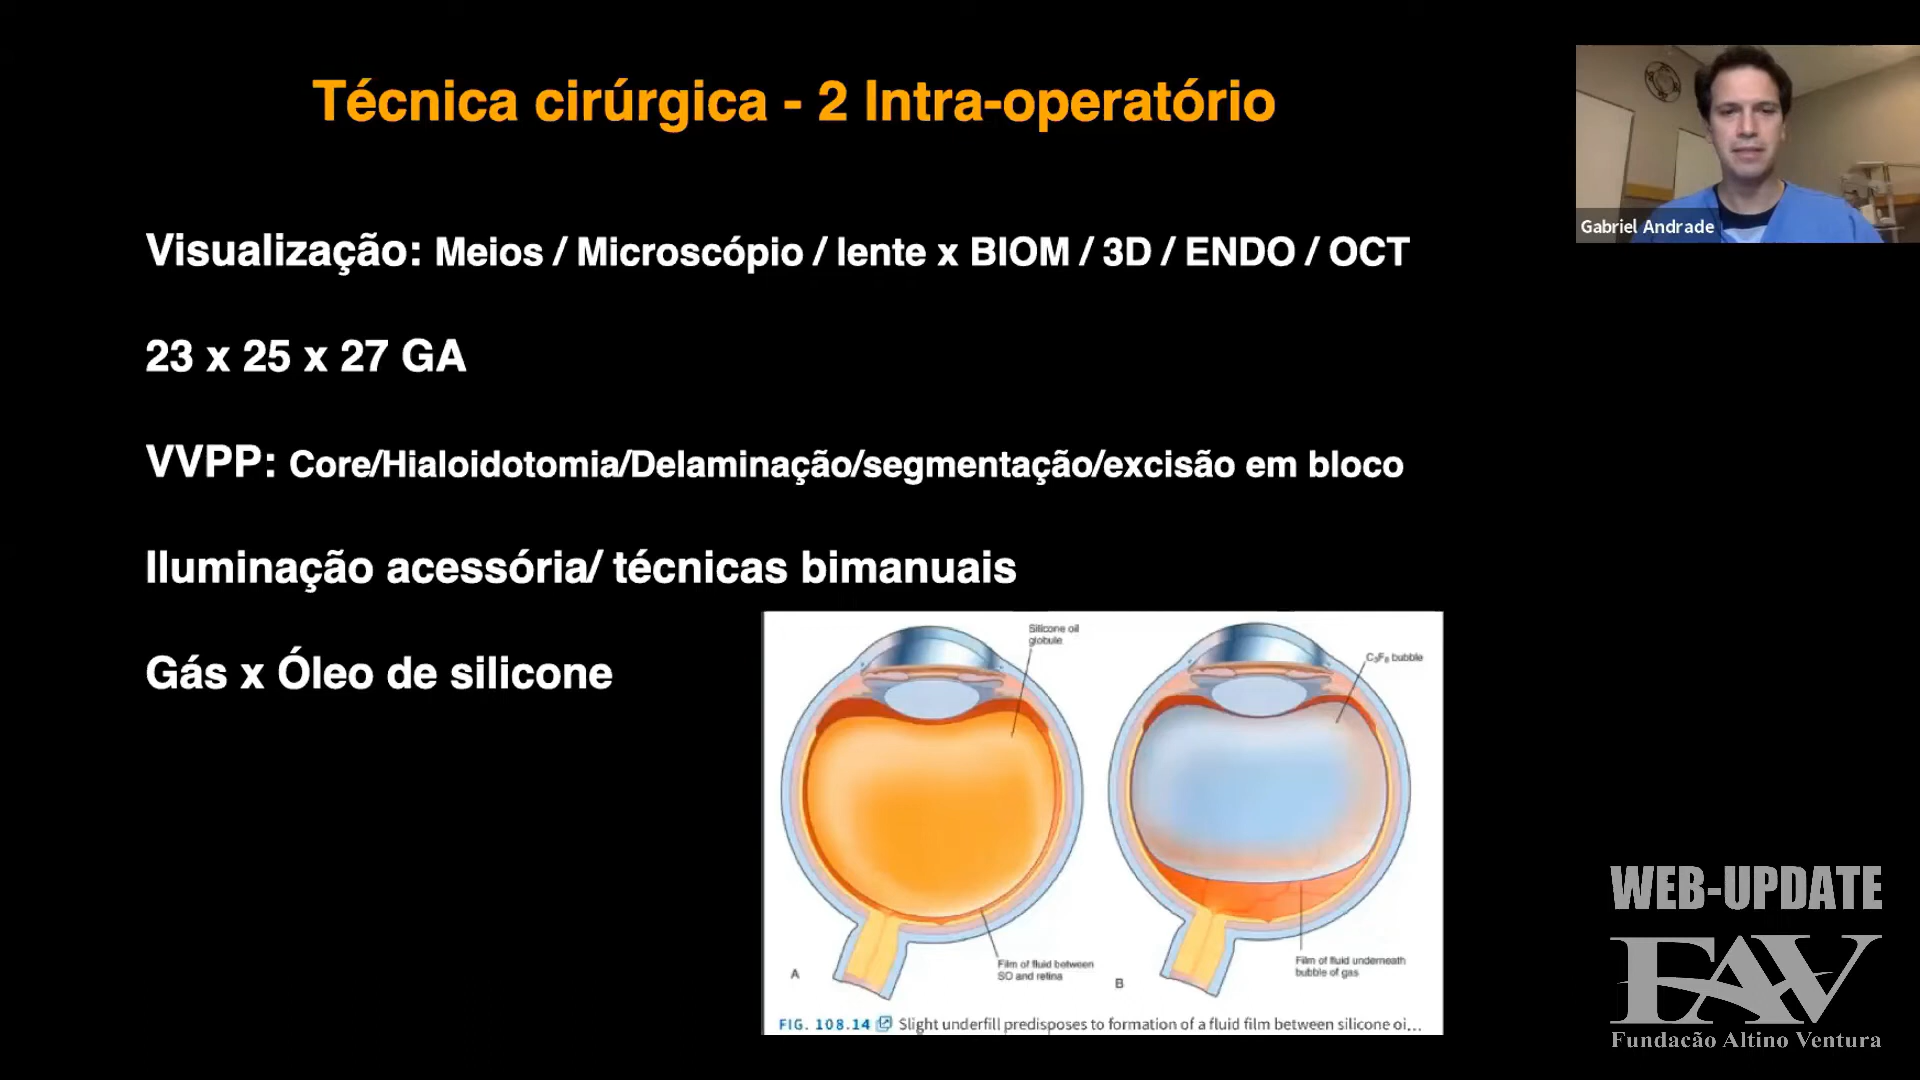 Técnica cirúrgica - 2 Intra-operatório
Gabriel Andrade
Visualização: Meios / Microscópio / lente x BIOM / 3D / ENDO / OCT
23 x 25 x 27 GA
VVPP: Core/Hialoidotomia/Delaminação/segmentação/excisão em bloco
Iluminação acessória/ técnicas bimanuais
Gás x Óleo de silicone
Silicone oil
globule
C₃F₈ bubble
Film of fluid between
SO and retina
A
Film of fluid underneath
bubble of gas
B
FIG. 108.14 Slight underfill predisposes to formation of a fluid film between silicone oi...
WEB-UPDATE
FAV
Fundação Altino Ventura